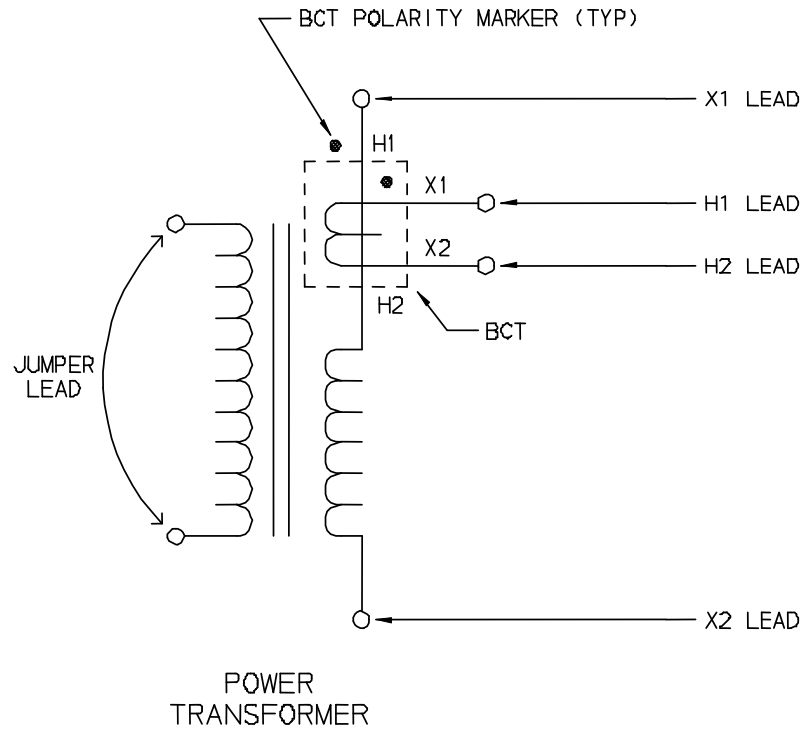 BCT POLARITY MARKER (TYP)
X1 LEAD
H1
X1
H1 LEAD
X2
H2 LEAD
H2
BCT
JUMPER
LEAD
X2 LEAD
POWER
TRANSFORMER